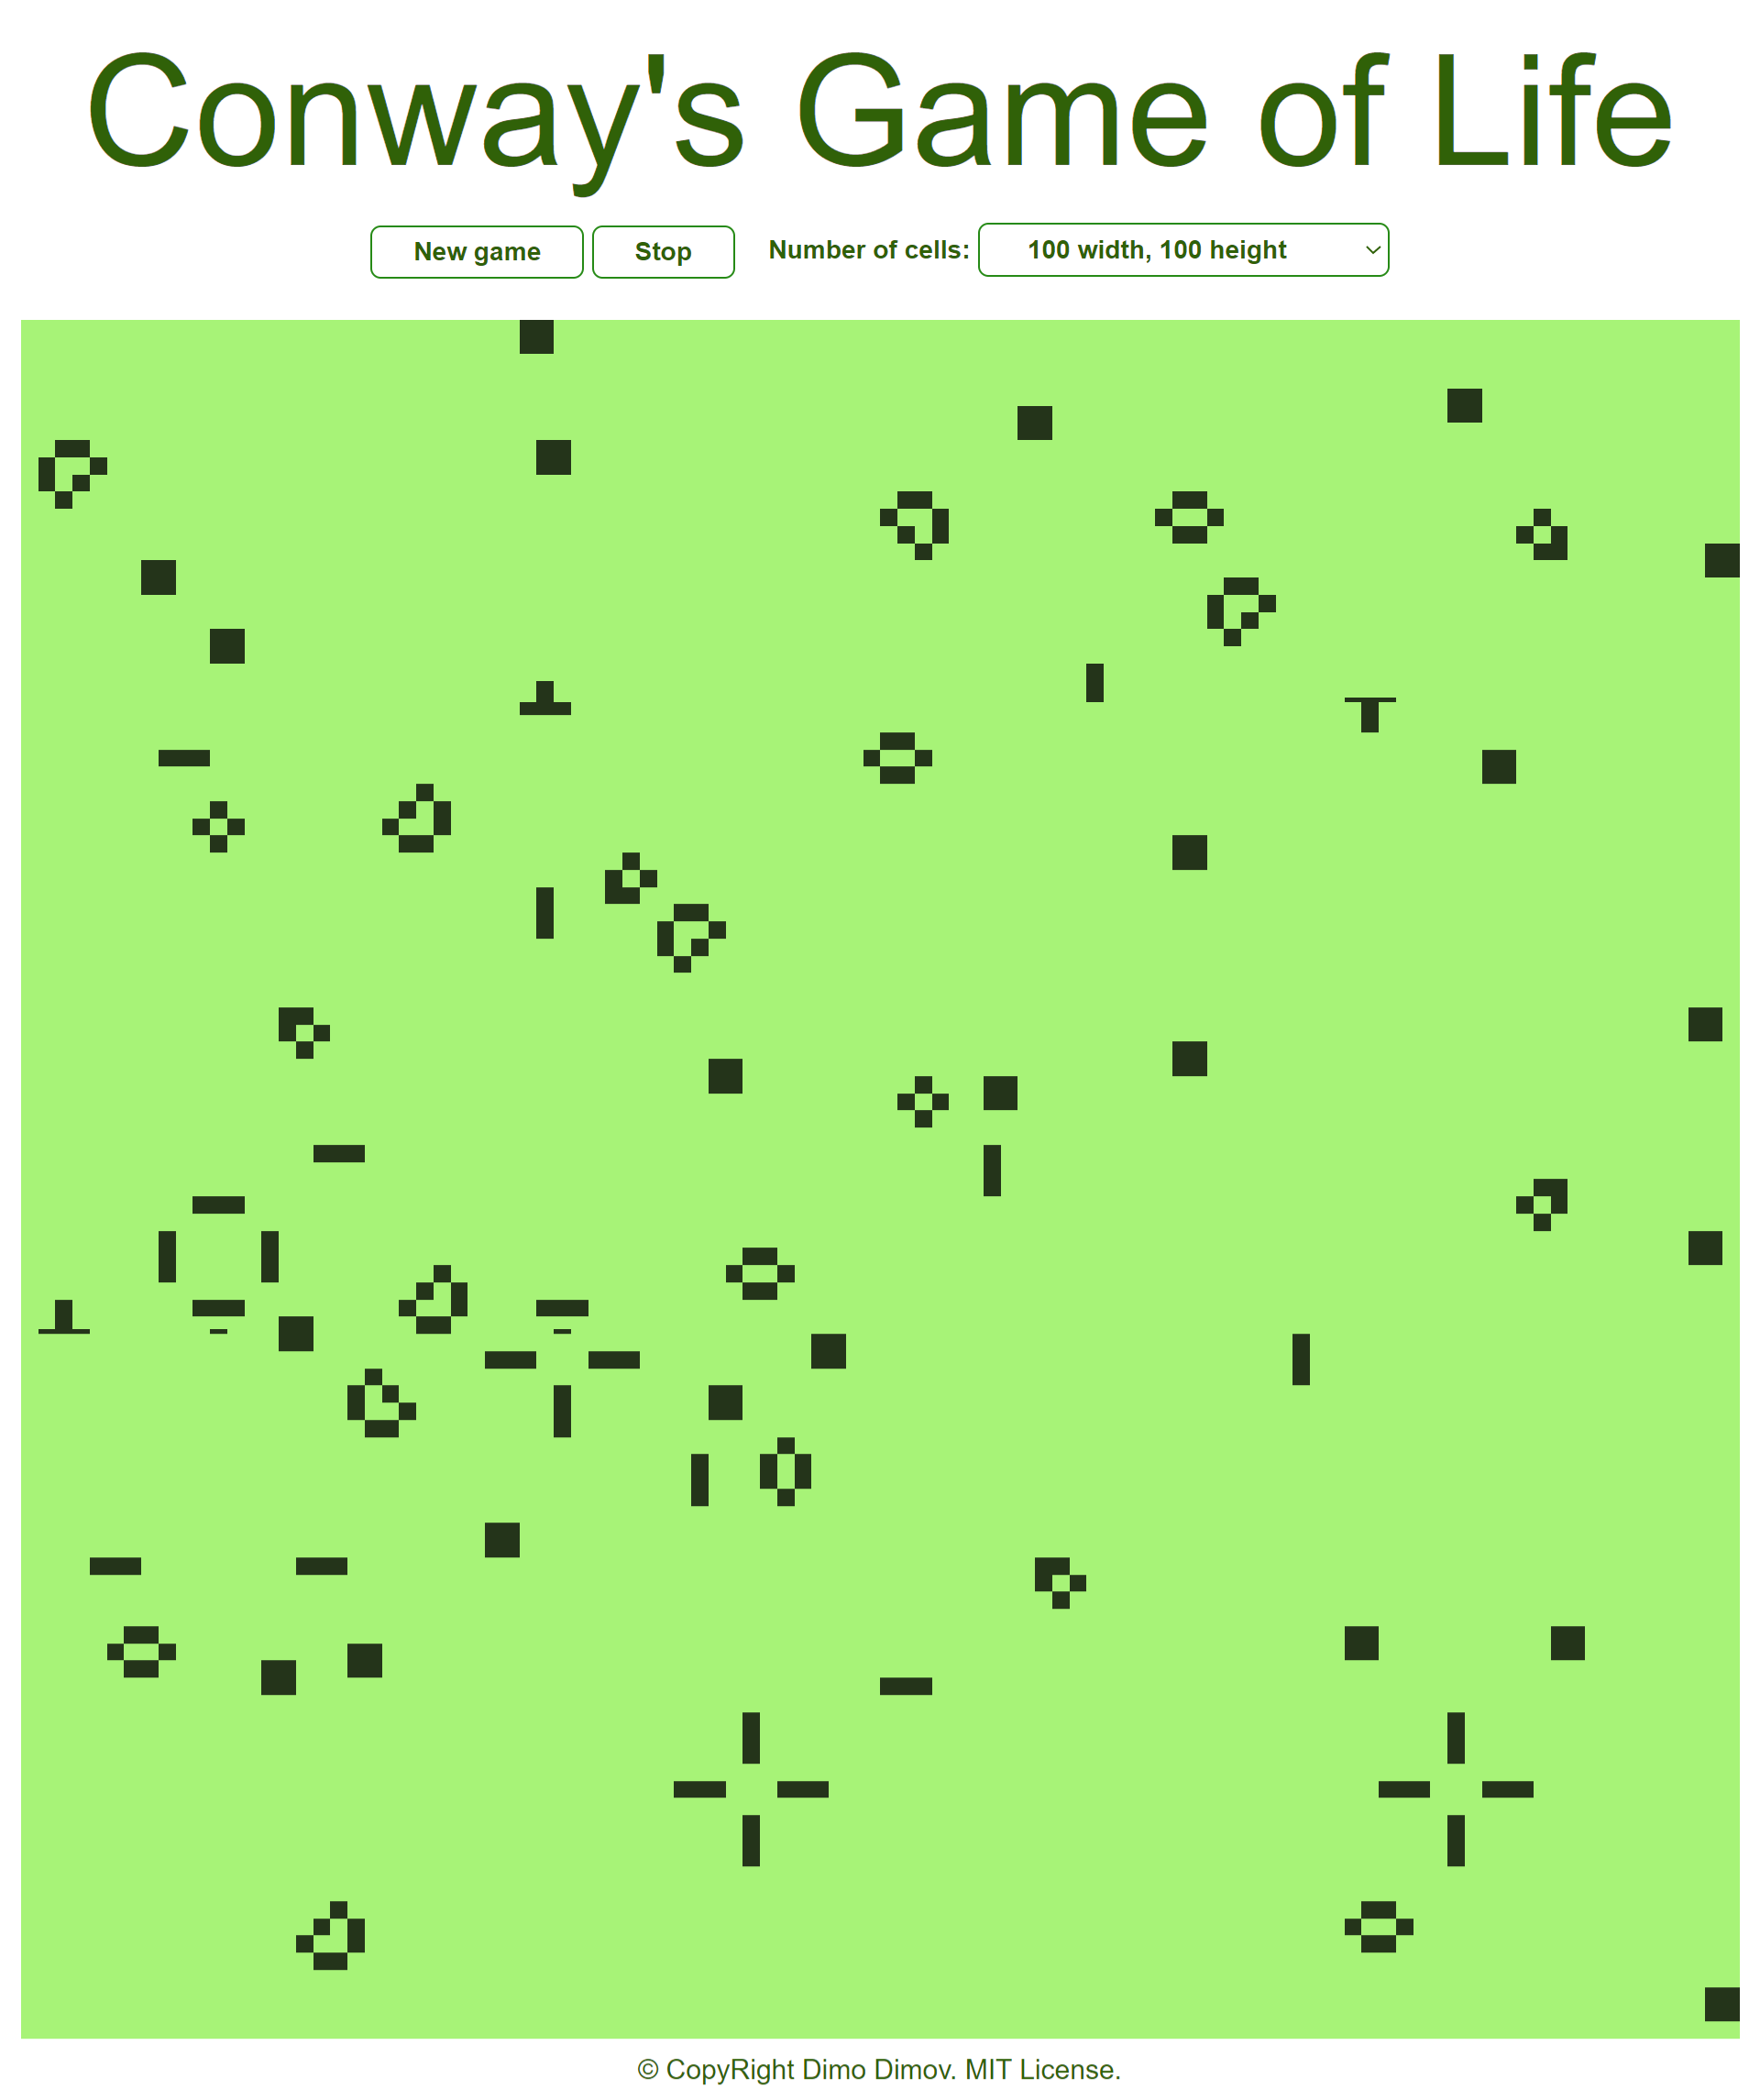 Conway's Game of Life
New game Stop Number of cells: 100 width, 100 height
© CopyRight Dimo Dimov. MIT License.